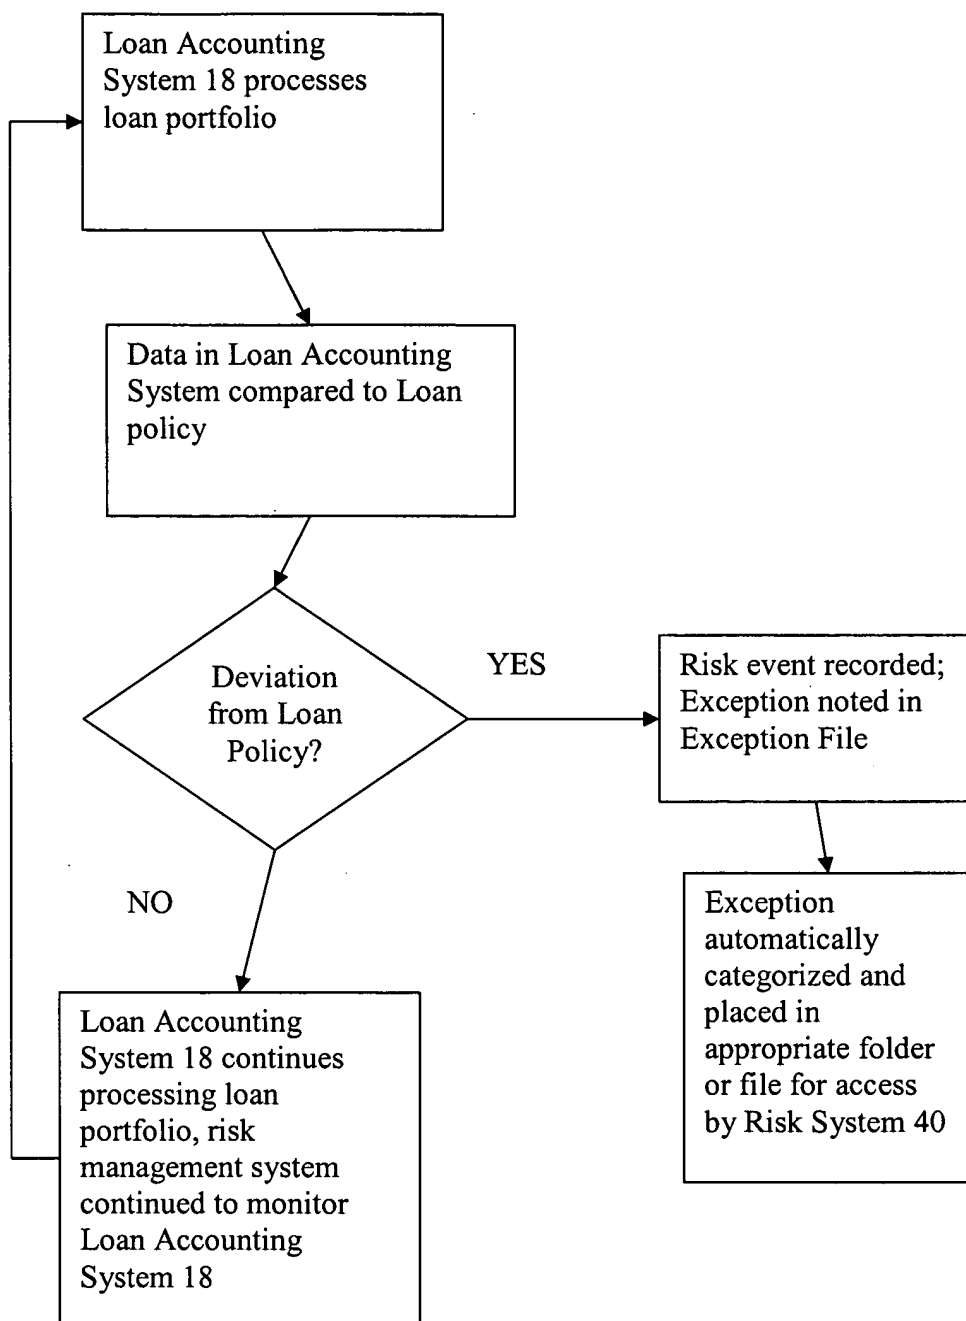 Loan Accounting
System 18 processes
loan portfolio
Data in Loan Accounting
System compared to Loan
policy
Deviation
from Loan
Policy?
YES
Risk event recorded;
Exception noted in
Exception File
NO
Exception
automatically
categorized and
placed in
appropriate folder
or file for access
by Risk System 40
Loan Accounting
System 18 continues
processing loan
portfolio, risk
management system
continued to monitor
Loan Accounting
System 18